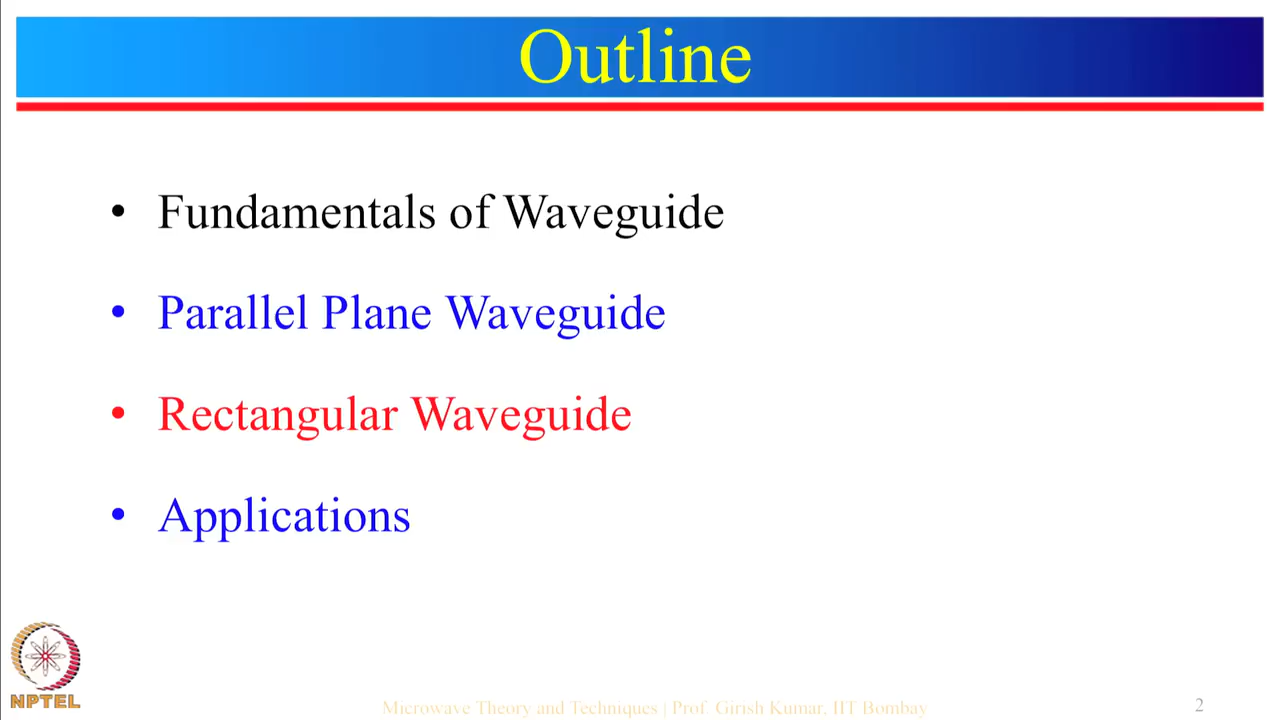 Outline
• Fundamentals of Waveguide
• Parallel Plane Waveguide
• Rectangular Waveguide
• Applications
NPTEL
Microwave Theory and Techniques | Prof. Girish Kumar, IIT Bombay
2